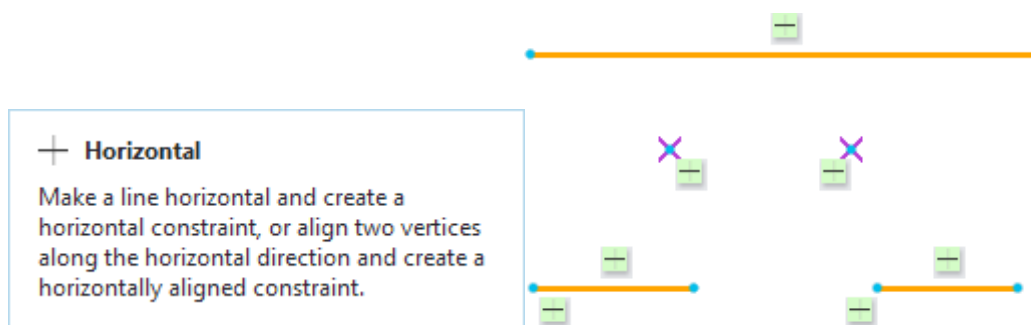 Horizontal
Make a line horizontal and create a
horizontal constraint, or align two vertices
along the horizontal direction and create a
horizontally aligned constraint.